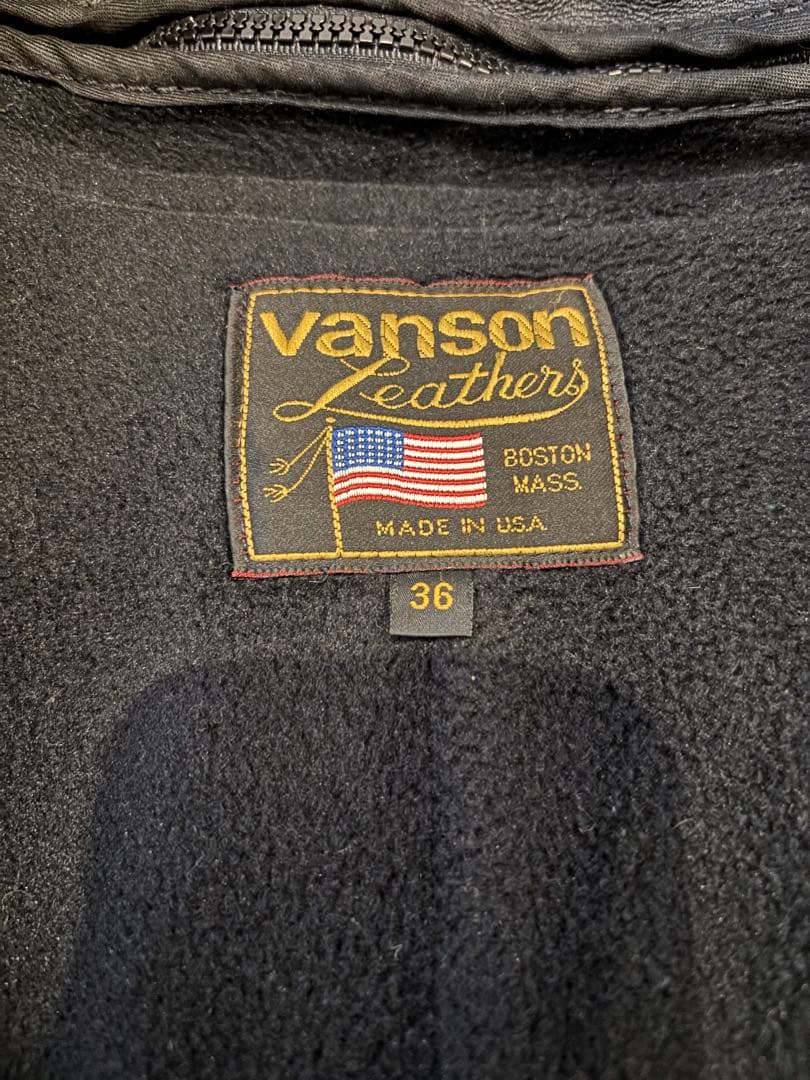 vanson
Leathers
BOSTON
MASS.
MADE IN U.S.A.
36